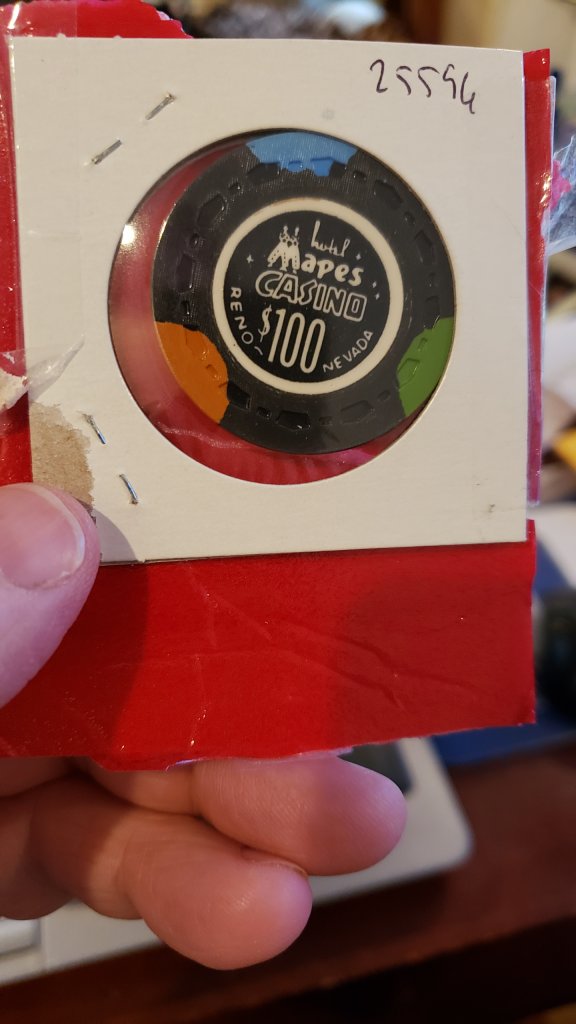 25594
hotel
Mapes
CASINO
$100
RENO, NEVADA